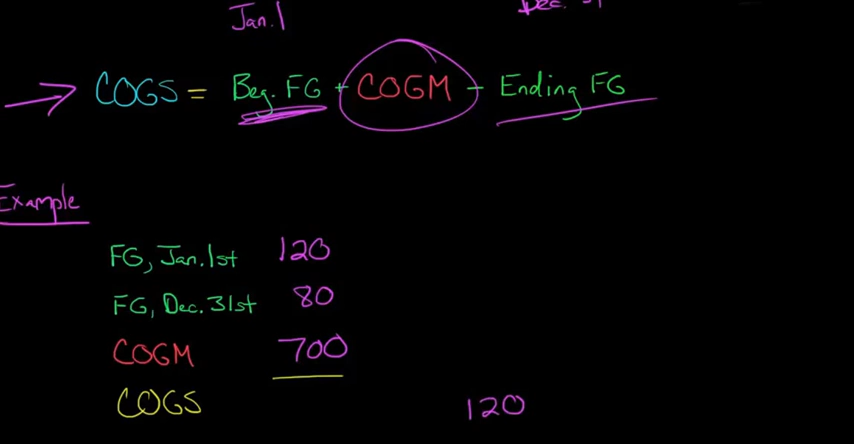 Jan.1 Dec.
COGS = Beg. FG + COGM - Ending FG
Example
FG, Jan.1st 120
FG, Dec.31st 80
COGM 700
COGS 120